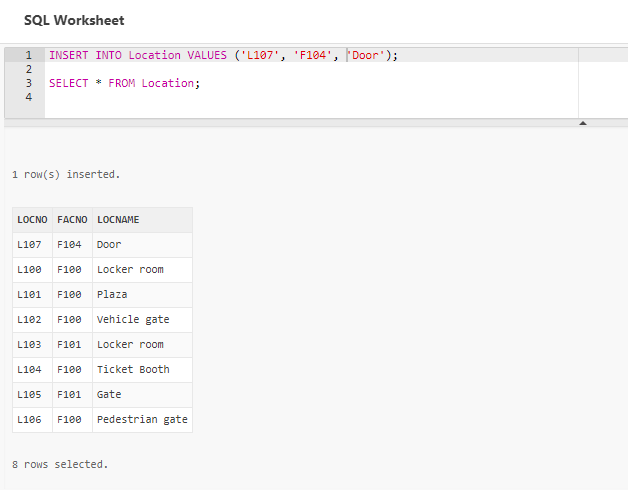 SQL Worksheet
1 INSERT INTO Location VALUES ('L107', 'F104', 'Door');
2
3 SELECT * FROM Location;
4
1 row(s) inserted.
LOCNO FACNO LOCNAME
L107 F104 Door
L100 F100 Locker room
L101 F100 Plaza
L102 F100 Vehicle gate
L103 F101 Locker room
L104 F100 Ticket Booth
L105 F101 Gate
L106 F100 Pedestrian gate
8 rows selected.